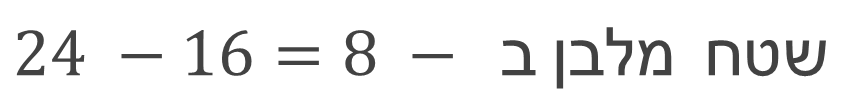 שטח מלבן ב - 24 - 16 = 8